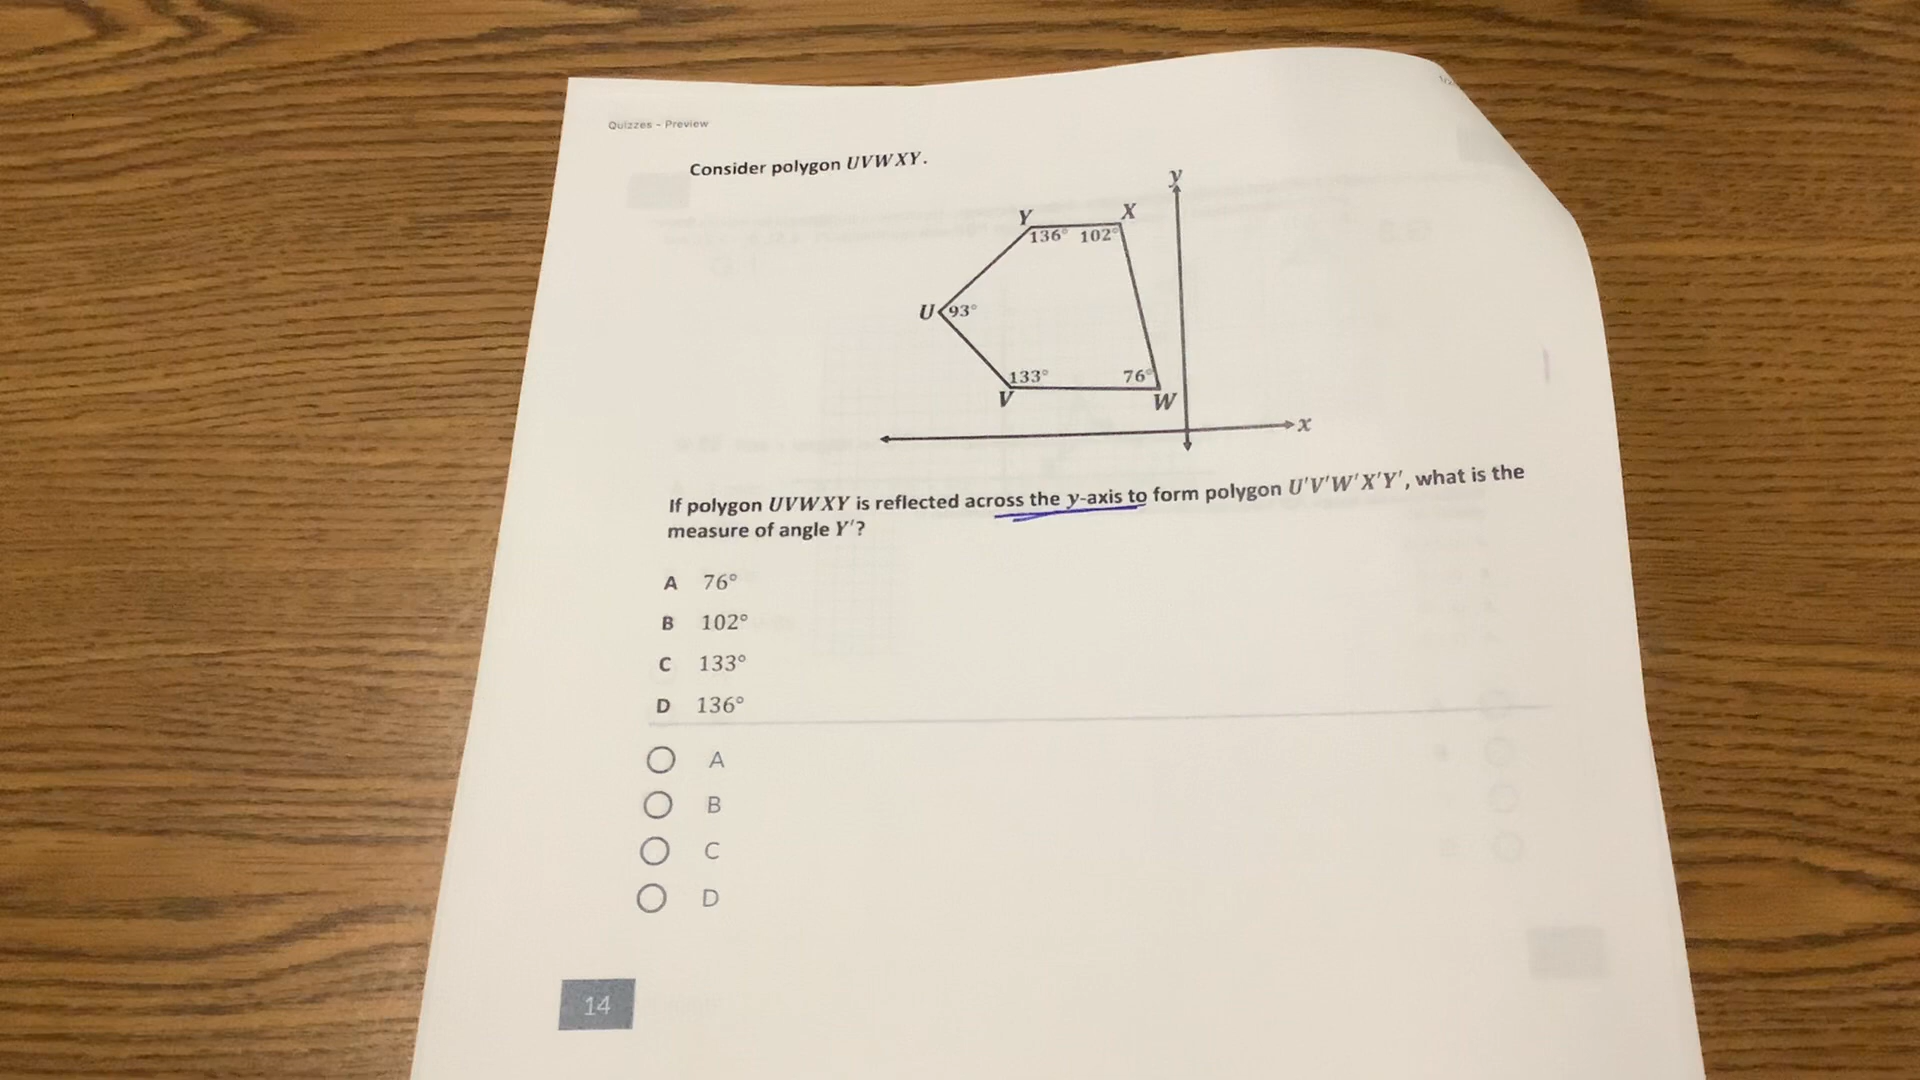 Quizzes - Preview
Consider polygon UVWXY.
y
Y
X
136° 102°
U
93°
133°
76°
V
W
x
If polygon UVWXY is reflected across the y-axis to form polygon U'V'W'X'Y', what is the
measure of angle Y'?
A 76°
B 102°
C 133°
D 136°
A
B
C
D
14